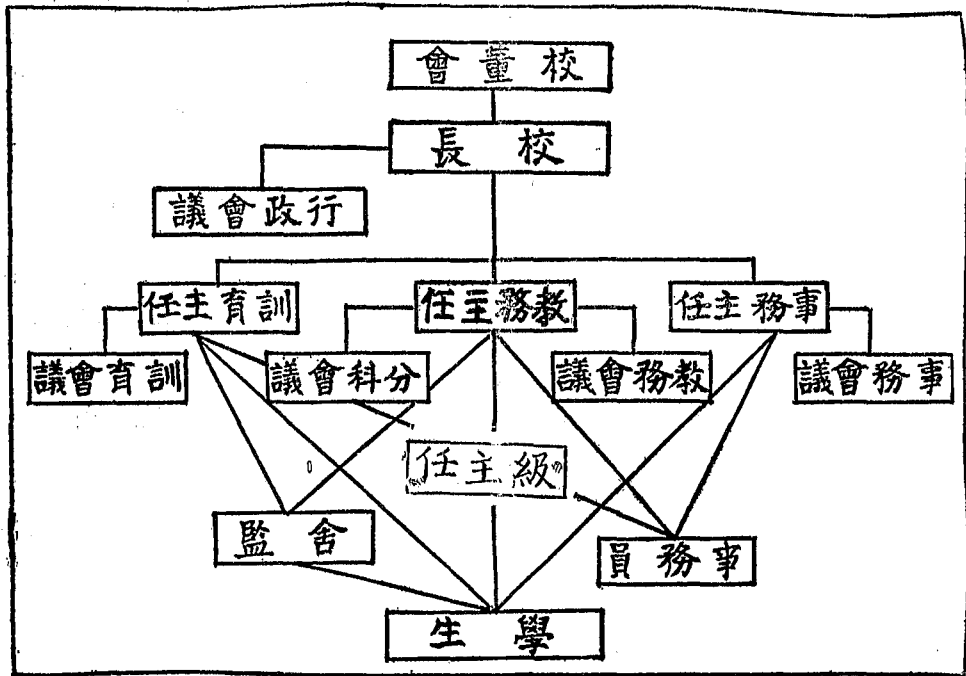 校董會
校長
行政會議
事務主任
教務主任
訓育主任
事務會議
教務會議
分科會議
訓育會議
級主任
舍監
事務員
學生